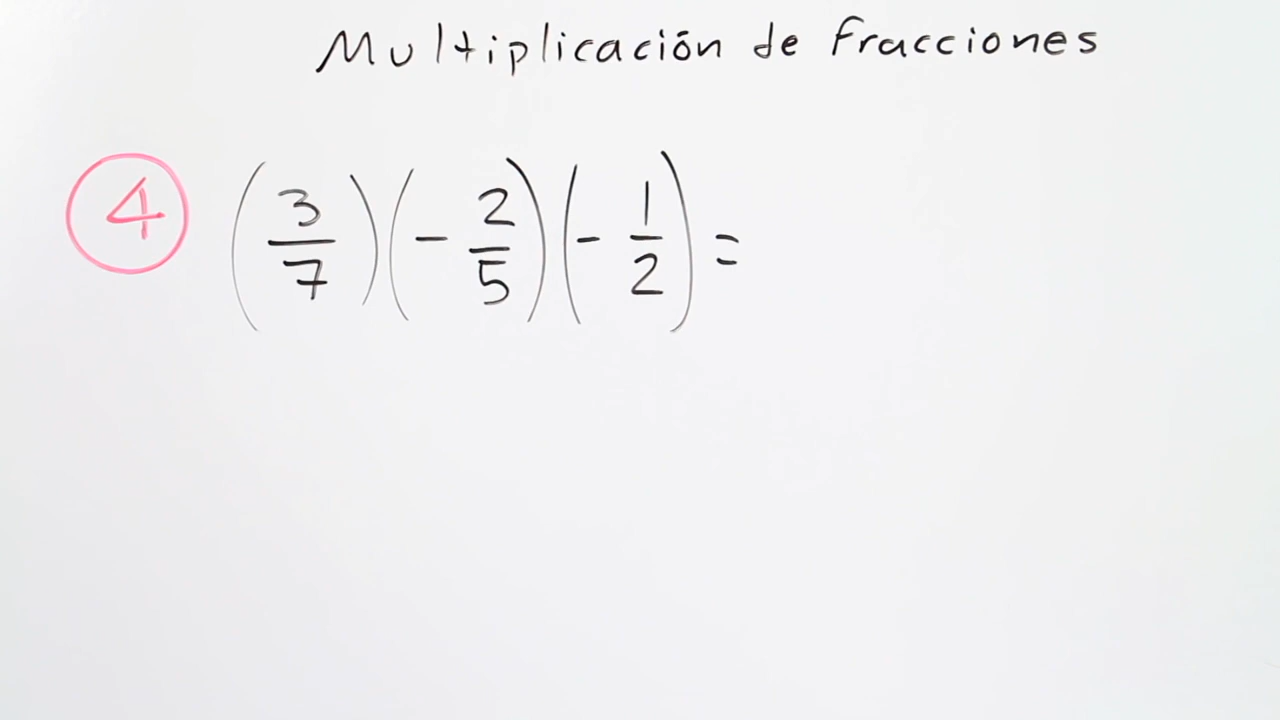 Multiplicación de fracciones
④ (3/7)(- 2/5)(- 1/2) =